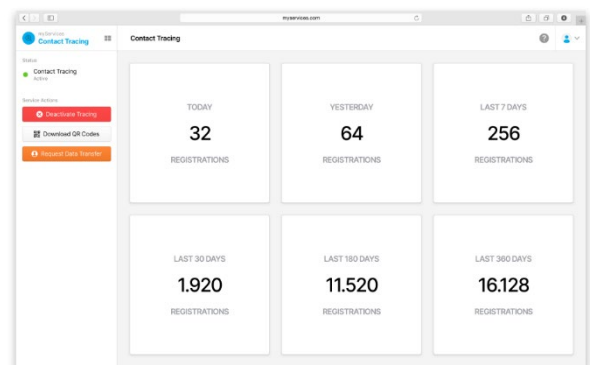 myservices.com
myServices
Contact Tracing
Contact Tracing
Status
Contact Tracing
Active
Service Actions
Deactivate Tracing
Download QR Codes
Request Data Transfer
TODAY
32
REGISTRATIONS
YESTERDAY
64
REGISTRATIONS
LAST 7 DAYS
256
REGISTRATIONS
LAST 30 DAYS
1.920
REGISTRATIONS
LAST 180 DAYS
11.520
REGISTRATIONS
LAST 360 DAYS
16.128
REGISTRATIONS